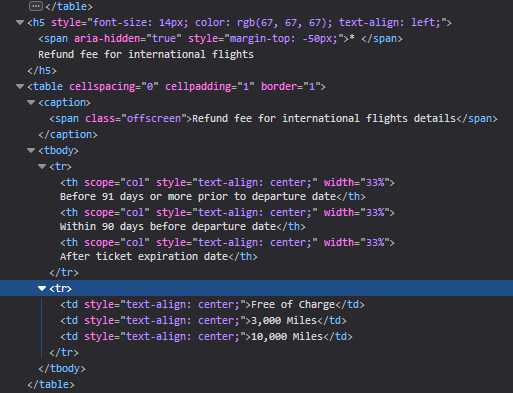 </table>
<h5 style="font-size: 14px; color: rgb(67, 67, 67); text-align: left;">
<span aria-hidden="true" style="margin-top: -50px;">* </span>
Refund fee for international flights
</h5>
<table cellspacing="0" cellpadding="1" border="1">
<caption>
<span class="offscreen">Refund fee for international flights details</span>
</caption>
<tbody>
<tr>
<th scope="col" style="text-align: center;" width="33%">
Before 91 days or more prior to departure date</th>
<th scope="col" style="text-align: center;" width="33%">
Within 90 days before departure date</th>
<th scope="col" style="text-align: center;" width="33%">
After ticket expiration date</th>
</tr>
<tr>
<td style="text-align: center;">Free of Charge</td>
<td style="text-align: center;">3,000 Miles</td>
<td style="text-align: center;">10,000 Miles</td>
</tr>
</tbody>
</table>